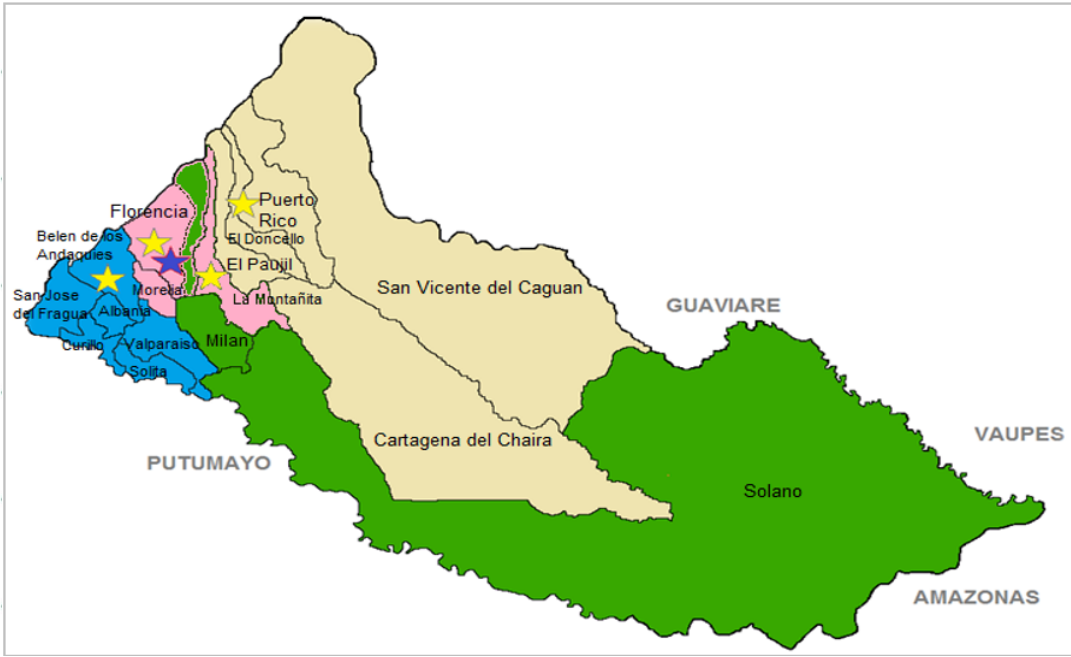 Florencia
Puerto
Rico
Belen de los
Andaquies
El Doncello
El Paujil
San Jose
del Fragua
Morelia
La Montañita
San Vicente del Caguan
GUAVIARE
Albania
Curillo
Valparaiso
Milan
Solita
Cartagena del Chaira
VAUPES
PUTUMAYO
Solano
AMAZONAS